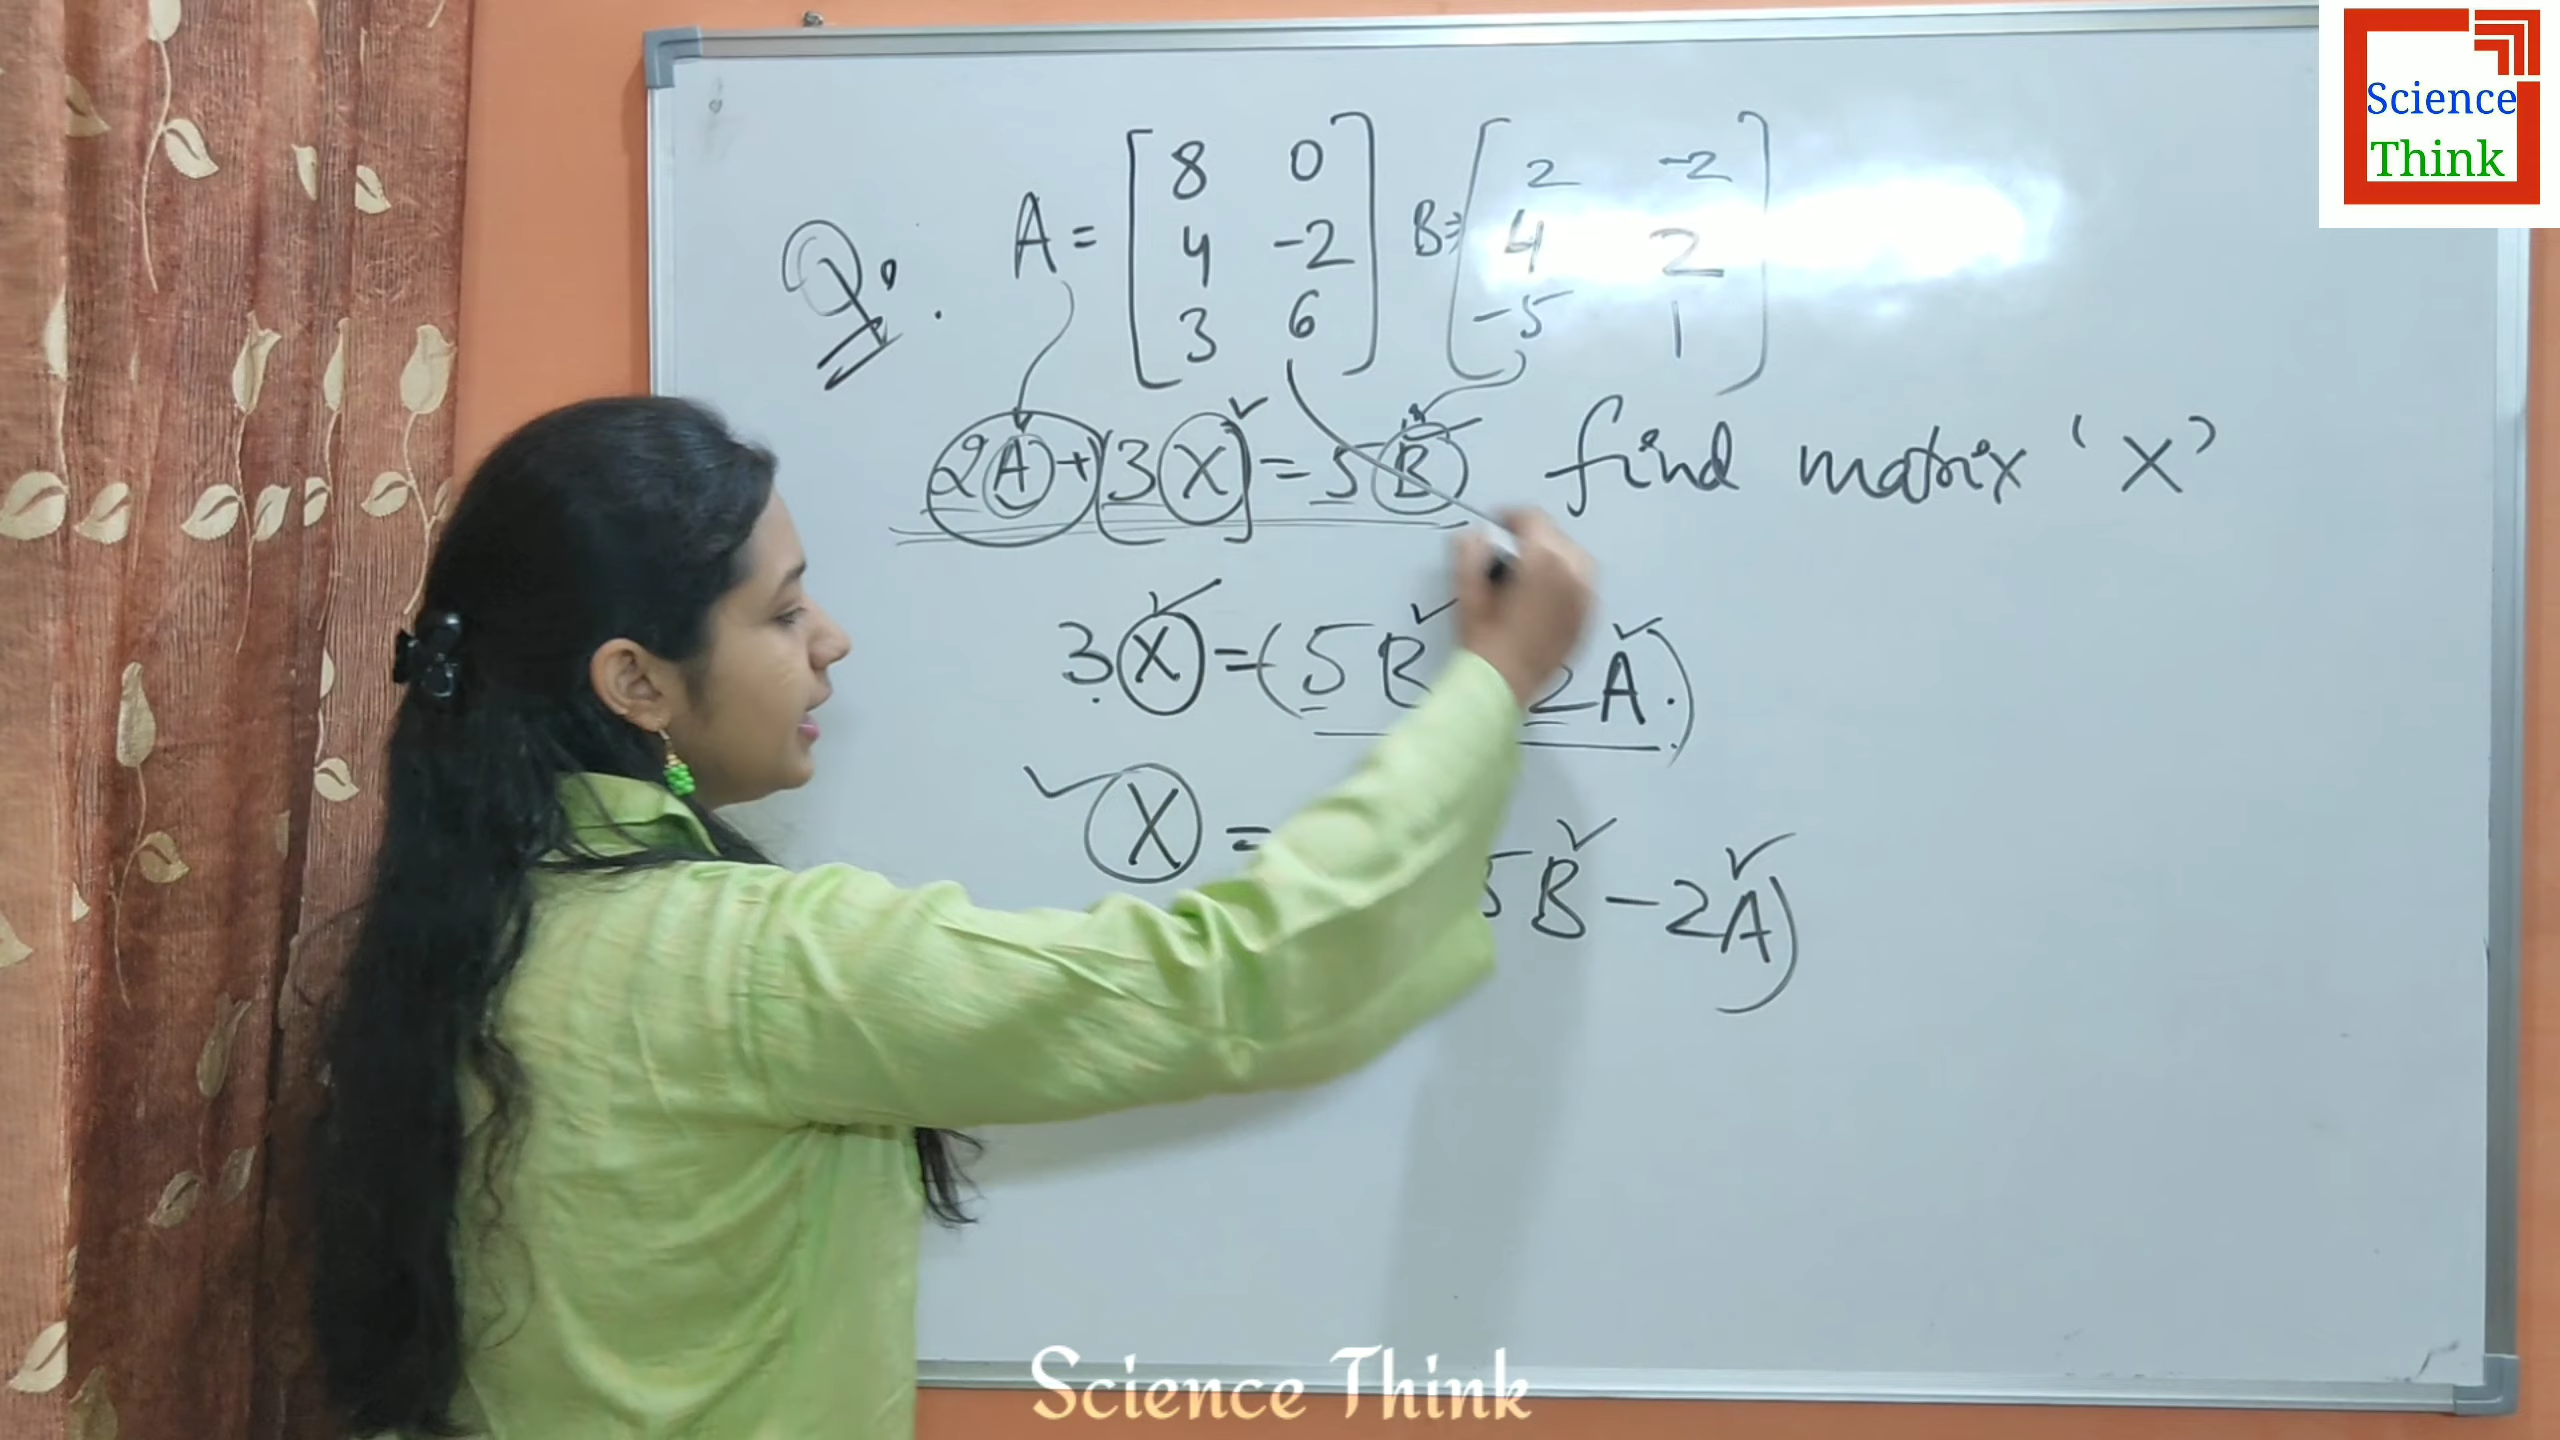 Science
Think
Q. A = [ 8 0 B = [ 2 -2
4 -2 4 2
3 6 ] -5 1 ]
2A + [3X] = 5B find matrix ‘X’
3X = (5B 2A.)
X = 5B - 2A)
Science Think